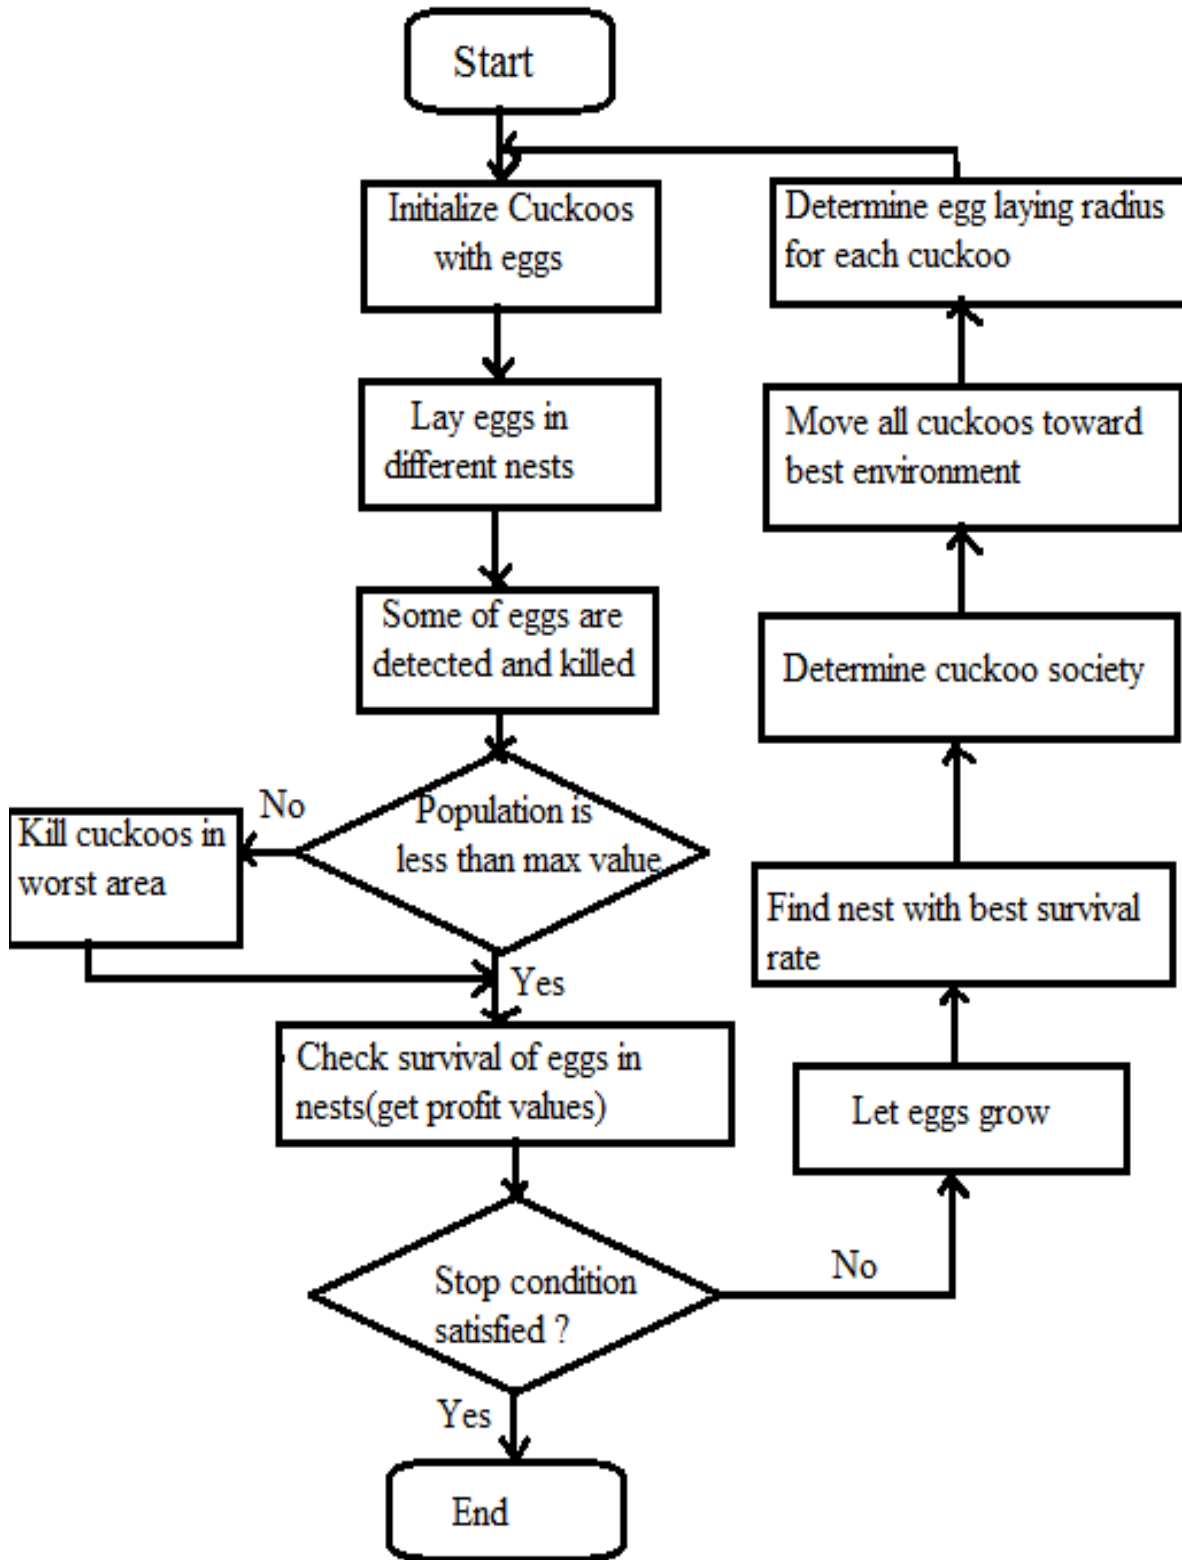 Start
Initialize Cuckoos
with eggs
Lay eggs in
different nests
Some of eggs are
detected and killed
Population is
less than max value
No
Kill cuckoos in
worst area
Yes
Check survival of eggs in
nests(get profit values)
Stop condition
satisfied ?
No
Yes
End
Let eggs grow
Find nest with best survival
rate
Determine cuckoo society
Move all cuckoos toward
best environment
Determine egg laying radius
for each cuckoo